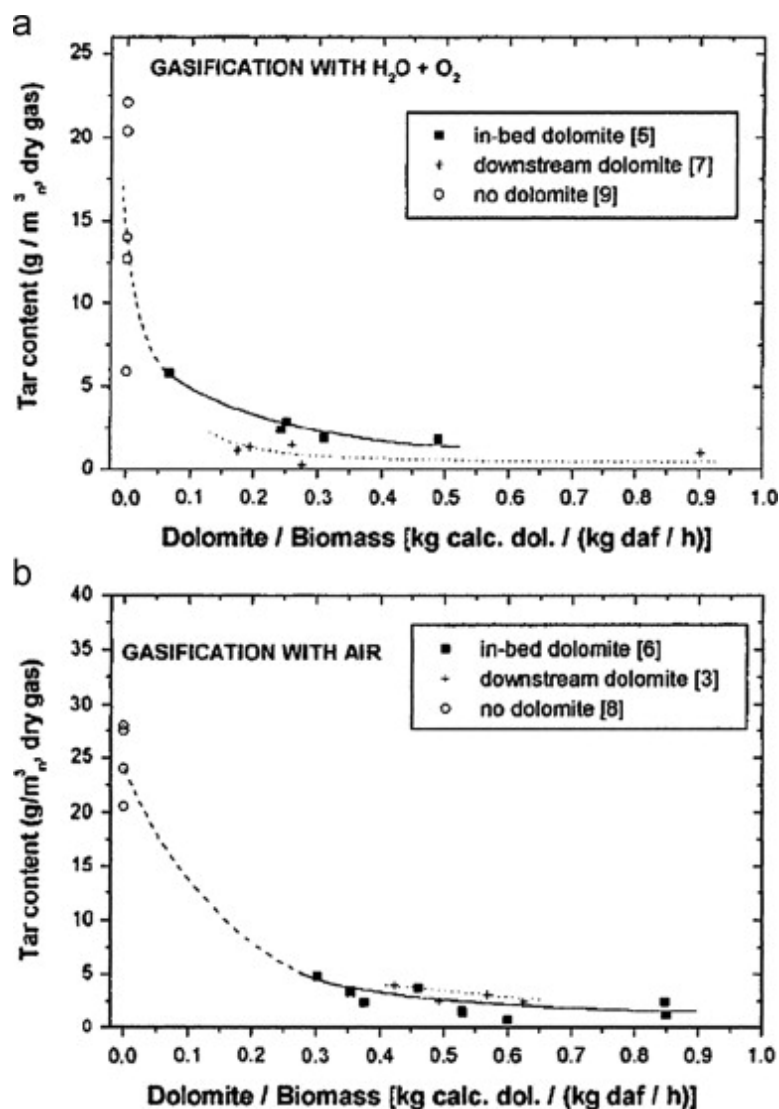 a
GASIFICATION WITH H₂O + O₂
in-bed dolomite [5]
downstream dolomite [7]
no dolomite [9]
Tar content (g / m³ₙ, dry gas)
25
20
15
10
5
0
0.0 0.1 0.2 0.3 0.4 0.5 0.6 0.7 0.8 0.9 1.0
Dolomite / Biomass [kg calc. dol. / (kg daf / h)]
b
GASIFICATION WITH AIR
in-bed dolomite [6]
downstream dolomite [3]
no dolomite [8]
Tar content (g/m³ₙ, dry gas)
40
35
30
25
20
15
10
5
0
0.0 0.1 0.2 0.3 0.4 0.5 0.6 0.7 0.8 0.9 1.0
Dolomite / Biomass [kg calc. dol. / (kg daf / h)]